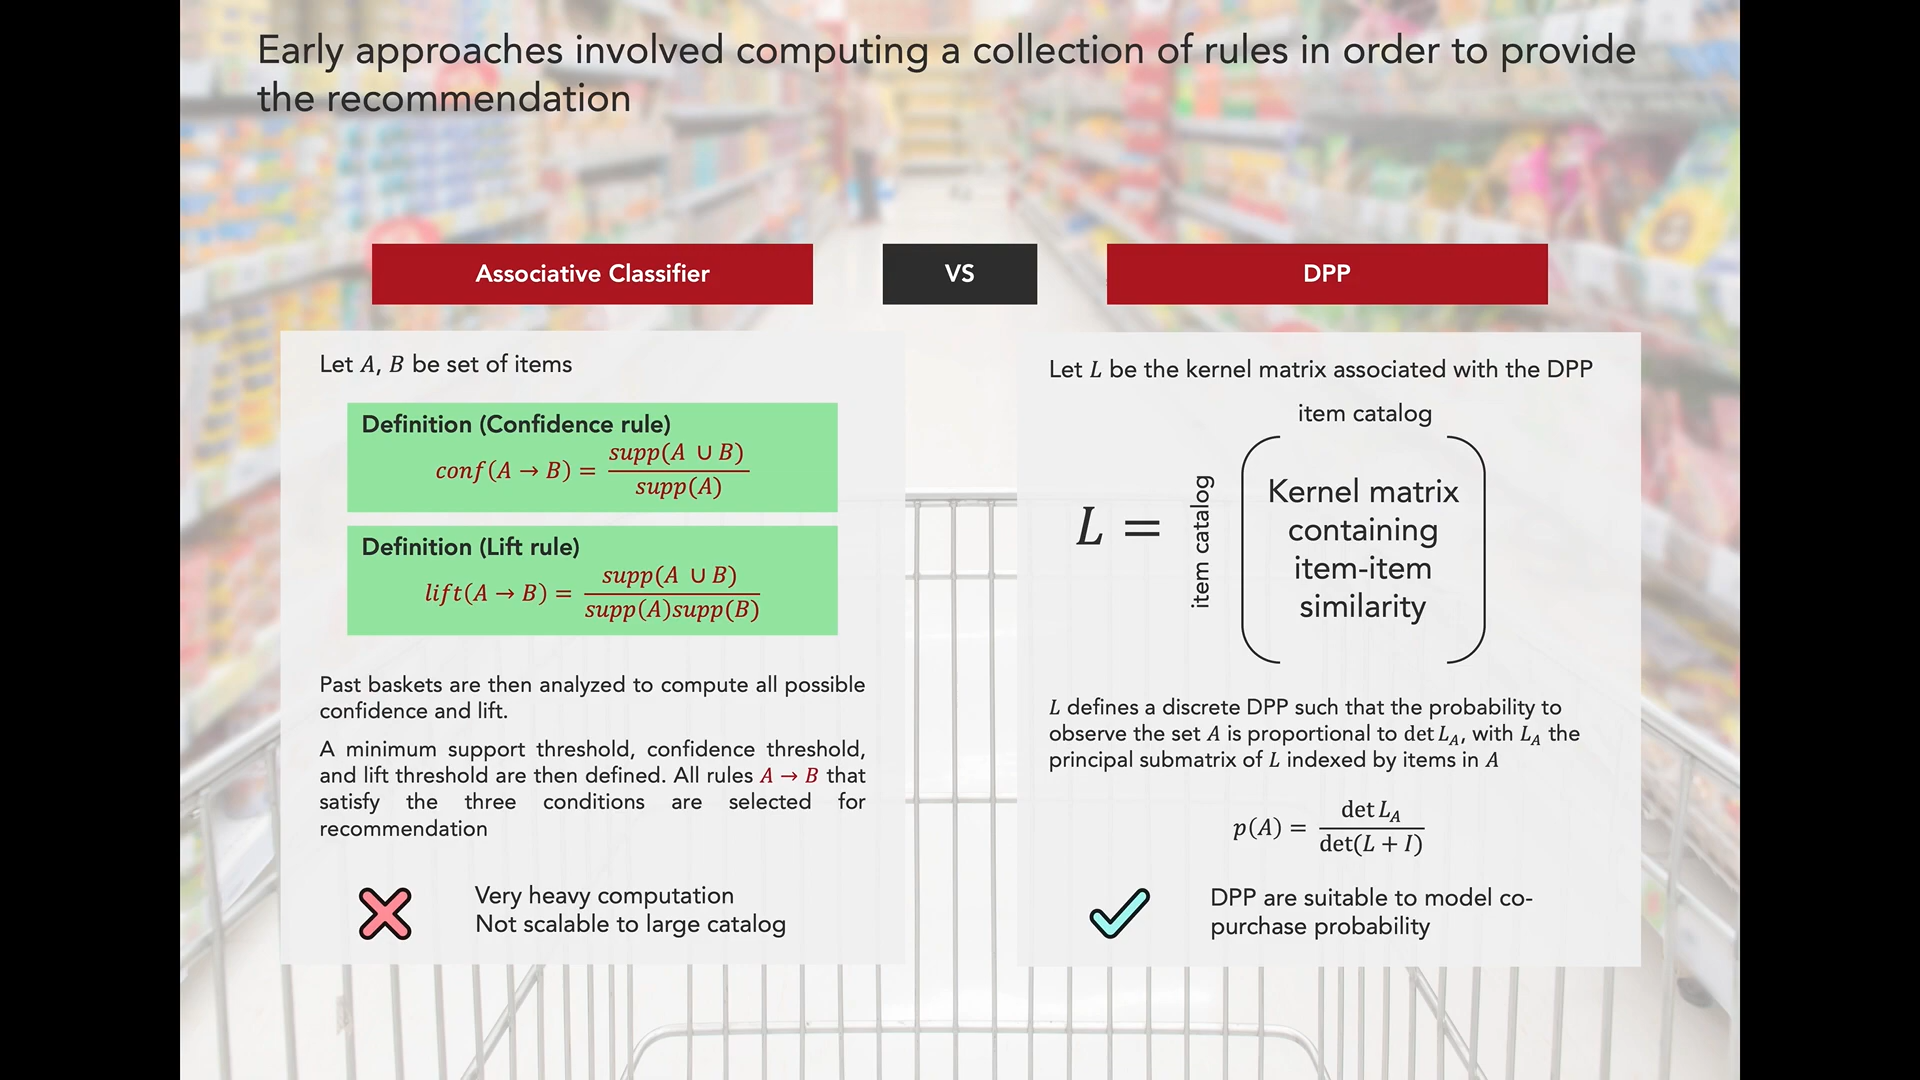 Early approaches involved computing a collection of rules in order to provide
the recommendation
Associative Classifier
VS
DPP
Let A, B be set of items
Definition (Confidence rule)
conf(A → B) = supp(A ∪ B) / supp(A)
Definition (Lift rule)
lift(A → B) = supp(A ∪ B) / supp(A)supp(B)
Past baskets are then analyzed to compute all possible
confidence and lift.
A minimum support threshold, confidence threshold,
and lift threshold are then defined. All rules A → B that
satisfy the three conditions are selected for
recommendation
Very heavy computation
Not scalable to large catalog
Let L be the kernel matrix associated with the DPP
item catalog
item catalog
L =
Kernel matrix
containing
item-item
similarity
L defines a discrete DPP such that the probability to
observe the set A is proportional to det L_A, with L_A the
principal submatrix of L indexed by items in A
p(A) = det L_A / det(L + I)
DPP are suitable to model co-
purchase probability